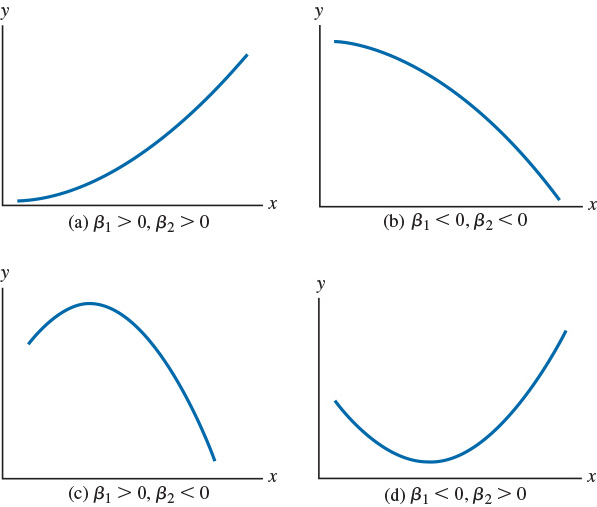 y
x
(a) β₁ > 0, β₂ > 0
y
x
(b) β₁ < 0, β₂ < 0
y
x
(c) β₁ > 0, β₂ < 0
y
x
(d) β₁ < 0, β₂ > 0